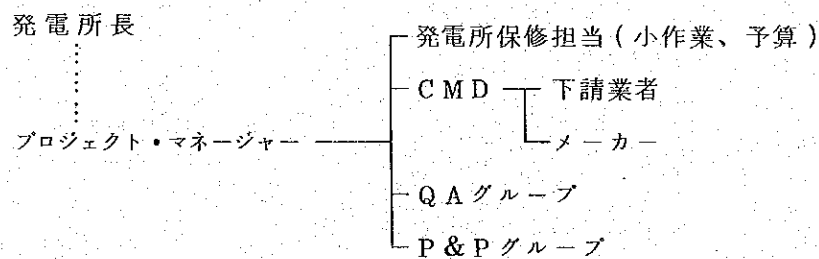 発電所長
発電所保修担当(小作業、予算)
CMD 下請業者
プロジェクト・マネージャー メーカー
QAグループ
P&Pグループ